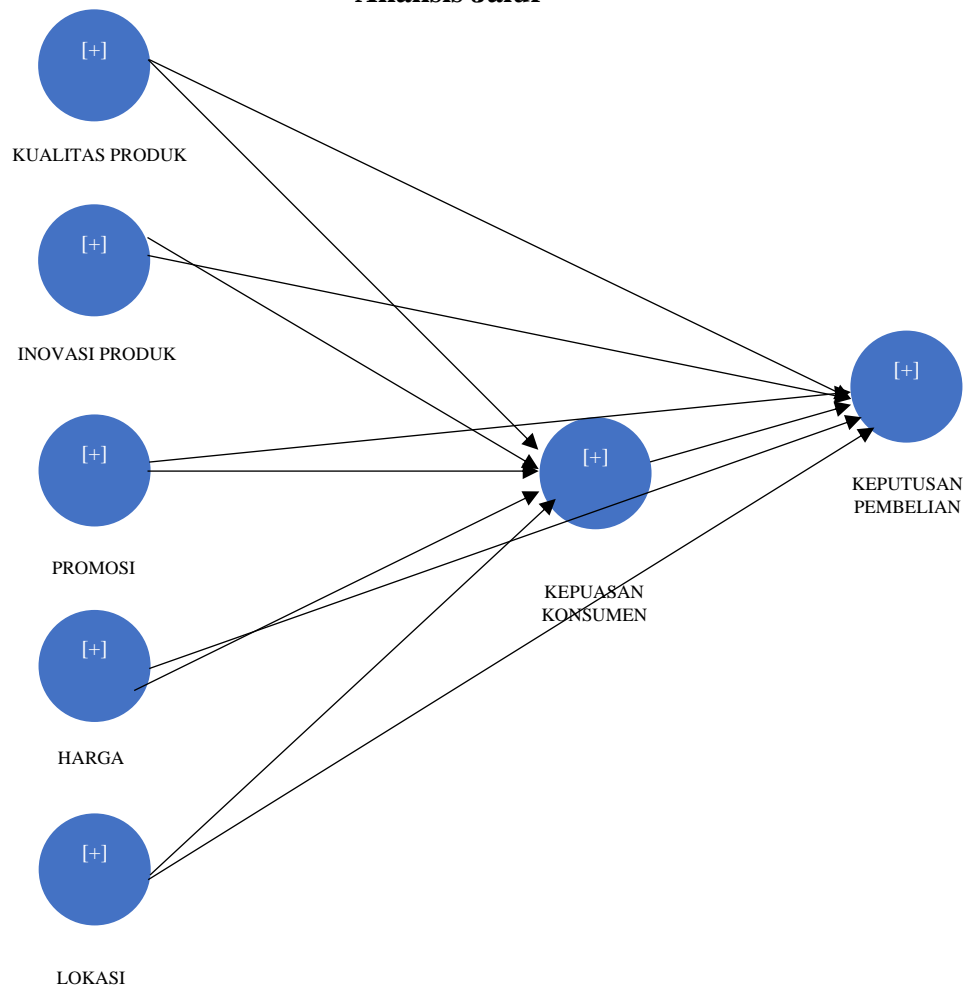 [+]
KUALITAS PRODUK
[+]
INOVASI PRODUK
[+]
PROMOSI
[+]
HARGA
[+]
LOKASI
[+]
KEPUASAN
KONSUMEN
[+]
KEPUTUSAN
PEMBELIAN